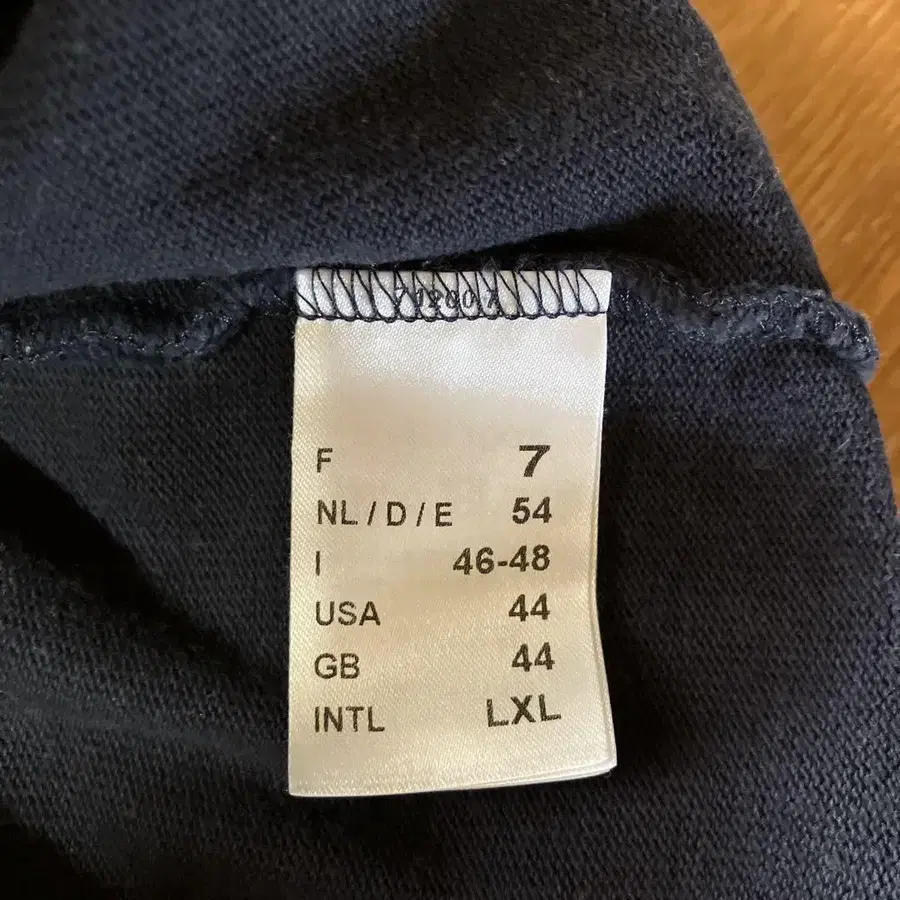 F 7
NL / D / E 54
I 46-48
USA 44
GB 44
INTL LXL